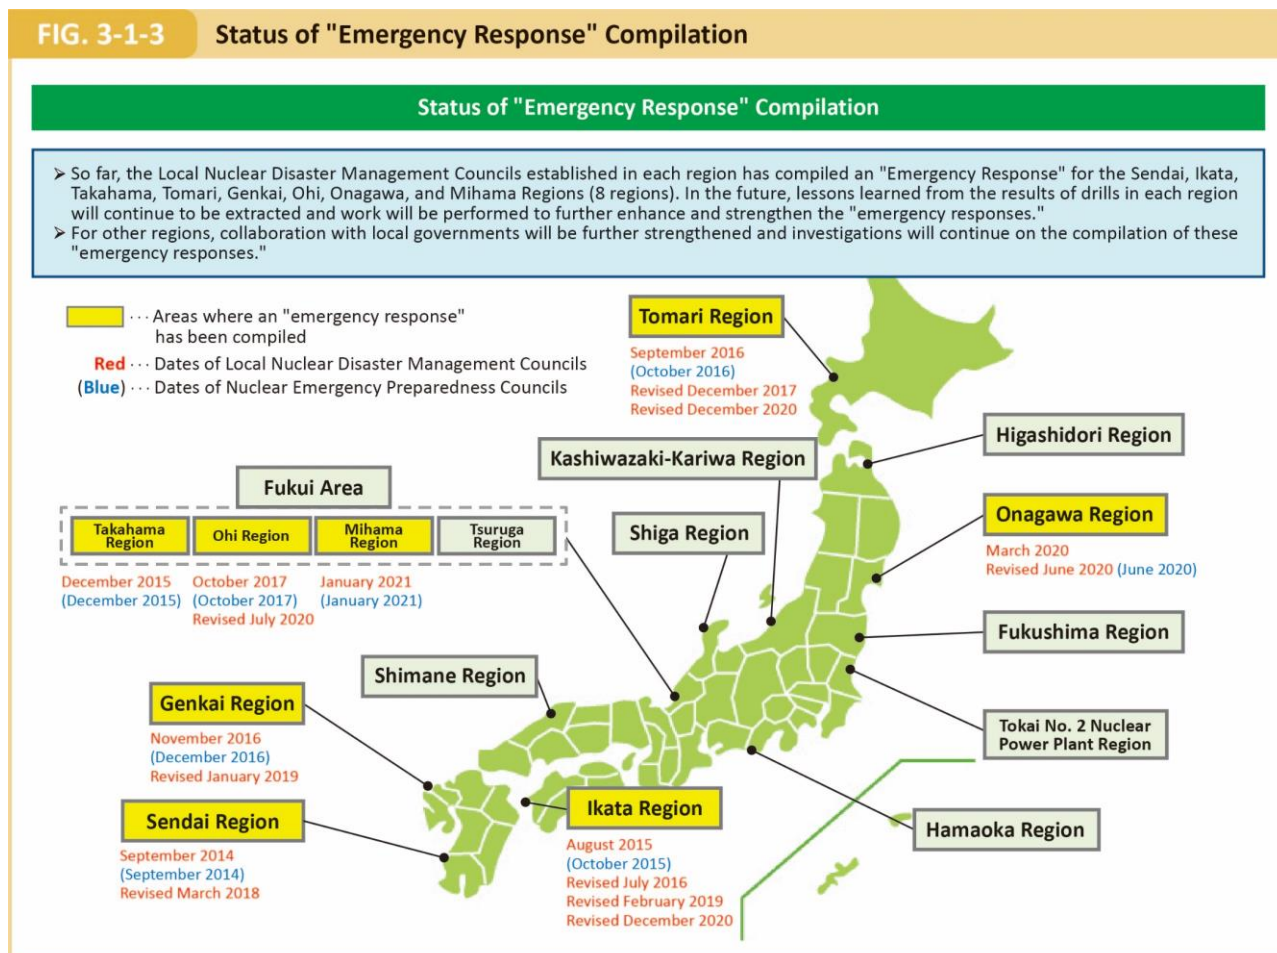 FIG. 3-1-3
Status of "Emergency Response" Compilation
Status of "Emergency Response" Compilation
➢ So far, the Local Nuclear Disaster Management Councils established in each region has compiled an "Emergency Response" for the Sendai, Ikata,
Takahama, Tomari, Genkai, Ohi, Onagawa, and Mihama Regions (8 regions). In the future, lessons learned from the results of drills in each region
will continue to be extracted and work will be performed to further enhance and strengthen the "emergency responses."
➢ For other regions, collaboration with local governments will be further strengthened and investigations will continue on the compilation of these
"emergency responses."
··· Areas where an "emergency response"
has been compiled
Red ··· Dates of Local Nuclear Disaster Management Councils
(Blue) ··· Dates of Nuclear Emergency Preparedness Councils
Tomari Region
September 2016
(October 2016)
Revised December 2017
Revised December 2020
Higashidori Region
Kashiwazaki-Kariwa Region
Fukui Area
Takahama
Region
Ohi Region
Mihama
Region
Tsuruga
Region
December 2015
(December 2015)
October 2017
(October 2017)
Revised July 2020
January 2021
(January 2021)
Shiga Region
Onagawa Region
March 2020
Revised June 2020 (June 2020)
Fukushima Region
Shimane Region
Genkai Region
November 2016
(December 2016)
Revised January 2019
Tokai No. 2 Nuclear
Power Plant Region
Sendai Region
September 2014
(September 2014)
Revised March 2018
Ikata Region
August 2015
(October 2015)
Revised July 2016
Revised February 2019
Revised December 2020
Hamaoka Region